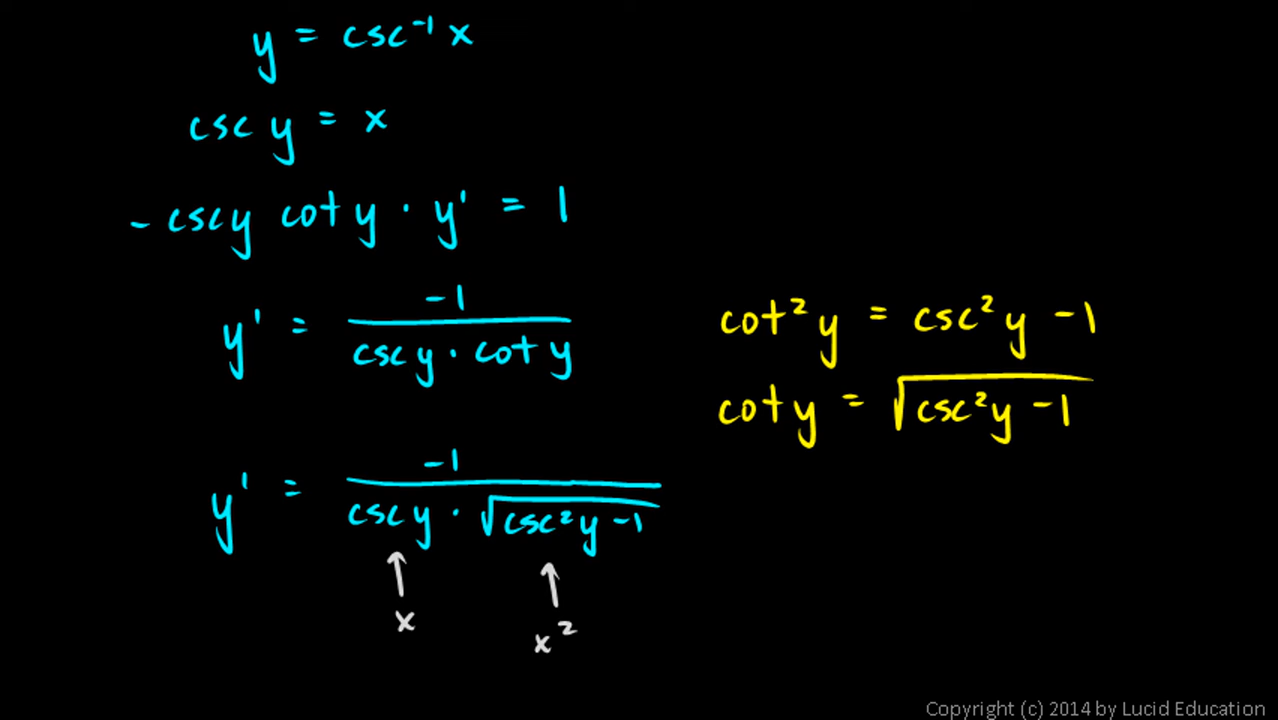 y = csc⁻¹ x
csc y = x
- csc y cot y · y' = 1
y' = -1 / (csc y · cot y)
cot² y = csc² y - 1
cot y = √(csc² y - 1)
y' = -1 / (csc y · √(csc² y - 1))
↑ ↑
x x²
Copyright (c) 2014 by Lucid Education